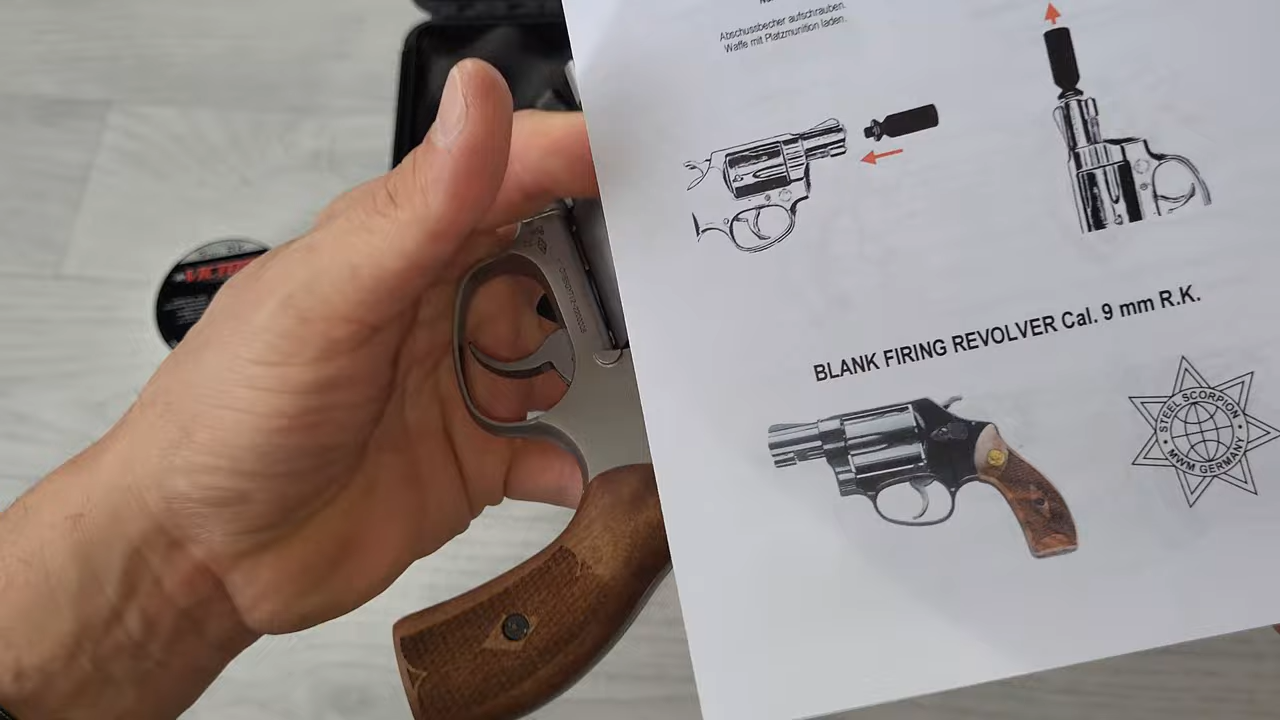 Abschussbecher aufschrauben.
Waffe mit Platzmunition laden.
BLANK FIRING REVOLVER Cal. 9 mm R.K.
STEEL SCORPION
MWM GERMANY